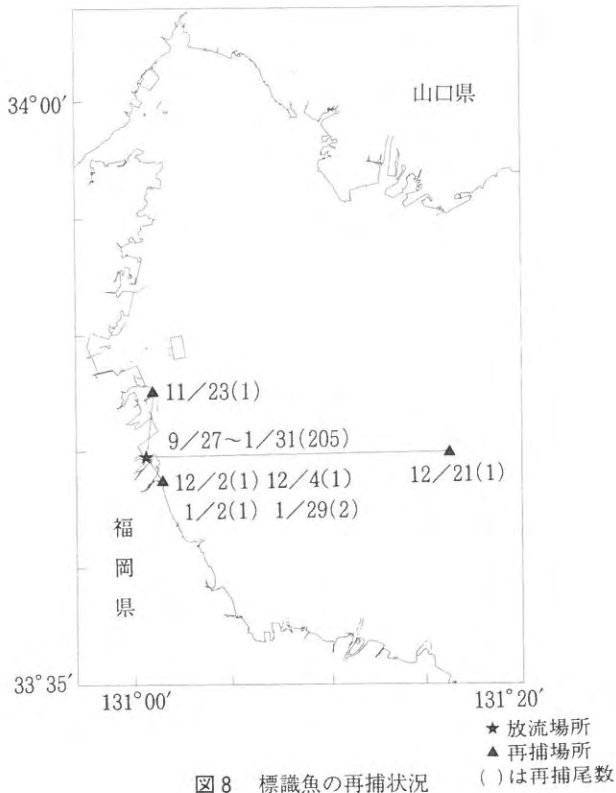 山口県
34°00′
▲ 11／23(1)
9／27～1／31(205)
★
▲ 12／2(1) 12／4(1)
1／2(1) 1／29(2)
▲
12／21(1)
福岡県
33°35′
131°00′
131°20′
★ 放流場所
▲ 再捕場所
( )は再捕尾数
図8 標識魚の再捕状況